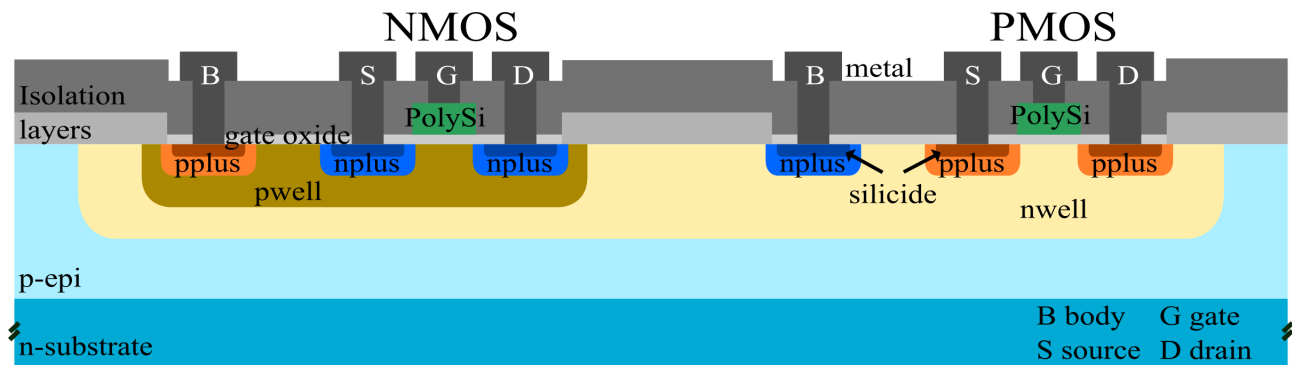 NMOS PMOS
B S G D B metal S G D
Isolation
layers
PolySi PolySi
gate oxide
pplus nplus nplus nplus pplus pplus
pwell silicide nwell
p-epi
n-substrate
B body G gate
S source D drain